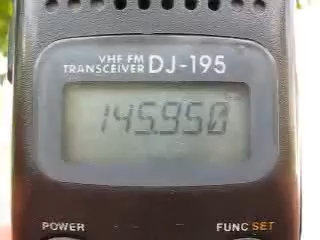 VHF FM
TRANSCEIVER DJ-195
145.950
POWER FUNC SET